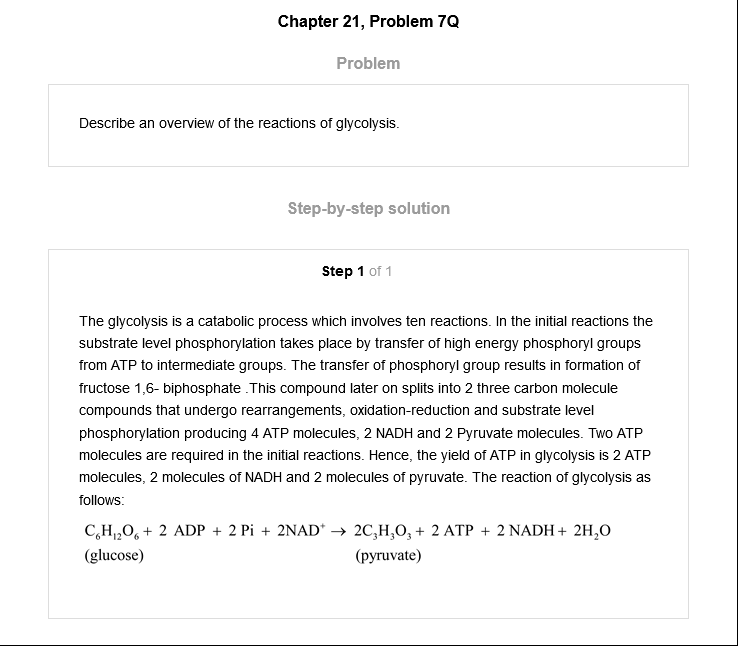 Chapter 21, Problem 7Q
Problem
Describe an overview of the reactions of glycolysis.
Step-by-step solution
Step 1 of 1
The glycolysis is a catabolic process which involves ten reactions. In the initial reactions the
substrate level phosphorylation takes place by transfer of high energy phosphoryl groups
from ATP to intermediate groups. The transfer of phosphoryl group results in formation of
fructose 1,6- biphosphate .This compound later on splits into 2 three carbon molecule
compounds that undergo rearrangements, oxidation-reduction and substrate level
phosphorylation producing 4 ATP molecules, 2 NADH and 2 Pyruvate molecules. Two ATP
molecules are required in the initial reactions. Hence, the yield of ATP in glycolysis is 2 ATP
molecules, 2 molecules of NADH and 2 molecules of pyruvate. The reaction of glycolysis as
follows:
C₆H₁₂O₆ + 2 ADP + 2 Pi + 2NAD⁺ → 2C₃H₃O₃ + 2 ATP + 2 NADH + 2H₂O
(glucose) (pyruvate)